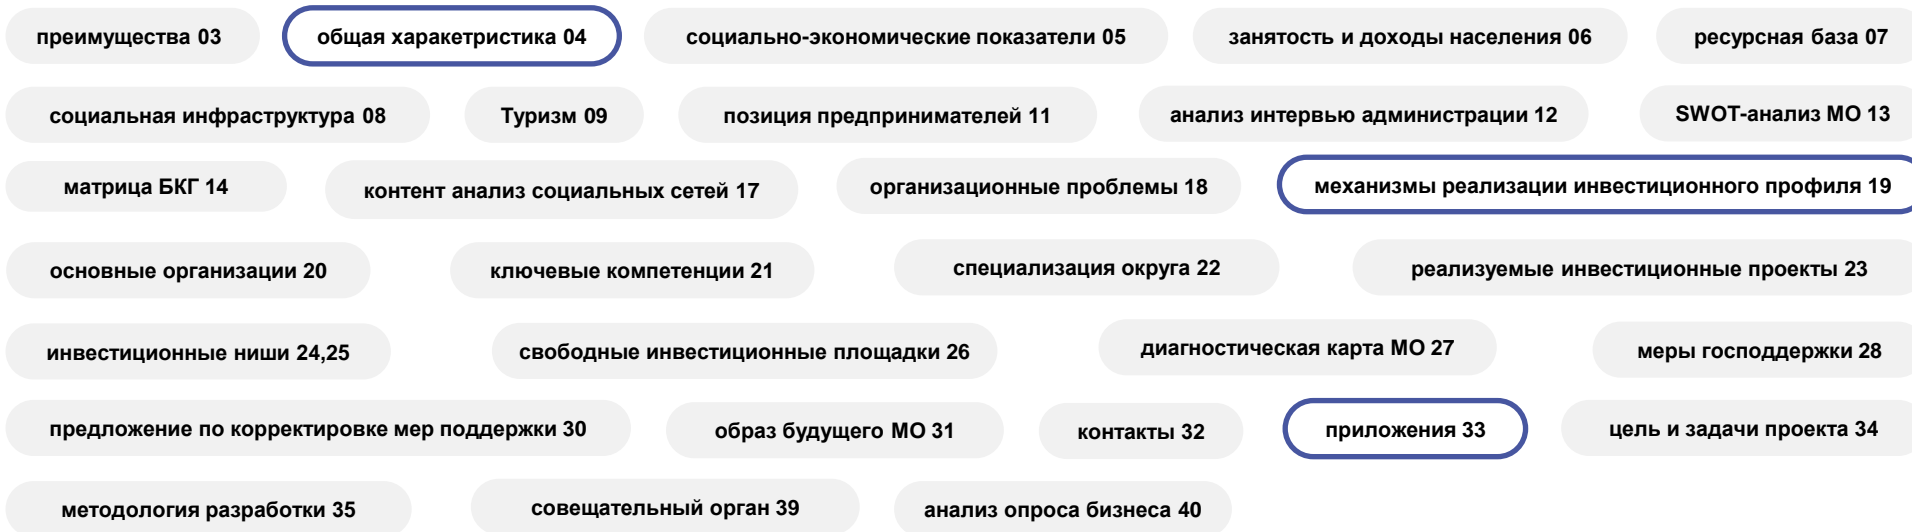 преимущества 03
общая характристика 04
социально-экономические показатели 05
занятость и доходы населения 06
ресурсная база 07
социальная инфраструктура 08
Туризм 09
позиция предпринимателей 11
анализ интервью администрации 12
SWOT-анализ МО 13
матрица БКГ 14
контент анализ социальных сетей 17
организационные проблемы 18
механизмы реализации инвестиционного профиля 19
основные организации 20
ключевые компетенции 21
специализация округа 22
реализуемые инвестиционные проекты 23
инвестиционные ниши 24,25
свободные инвестиционные площадки 26
диагностическая карта МО 27
меры господдержки 28
предложение по корректировке мер поддержки 30
образ будущего МО 31
контакты 32
приложения 33
цель и задачи проекта 34
методология разработки 35
совещательный орган 39
анализ опроса бизнеса 40